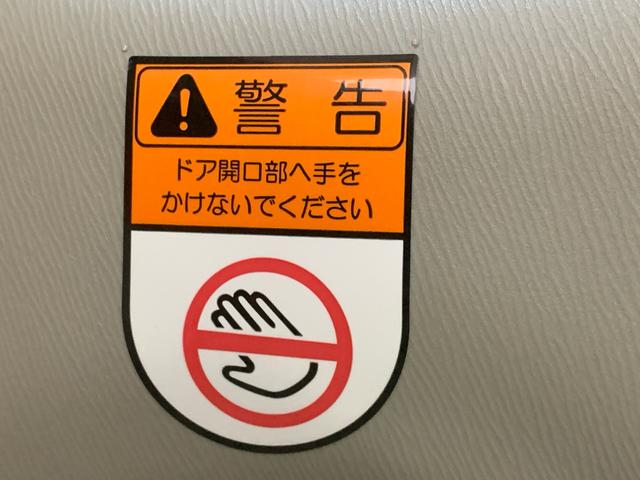 警告
ドア開口部へ手を
かけないでください